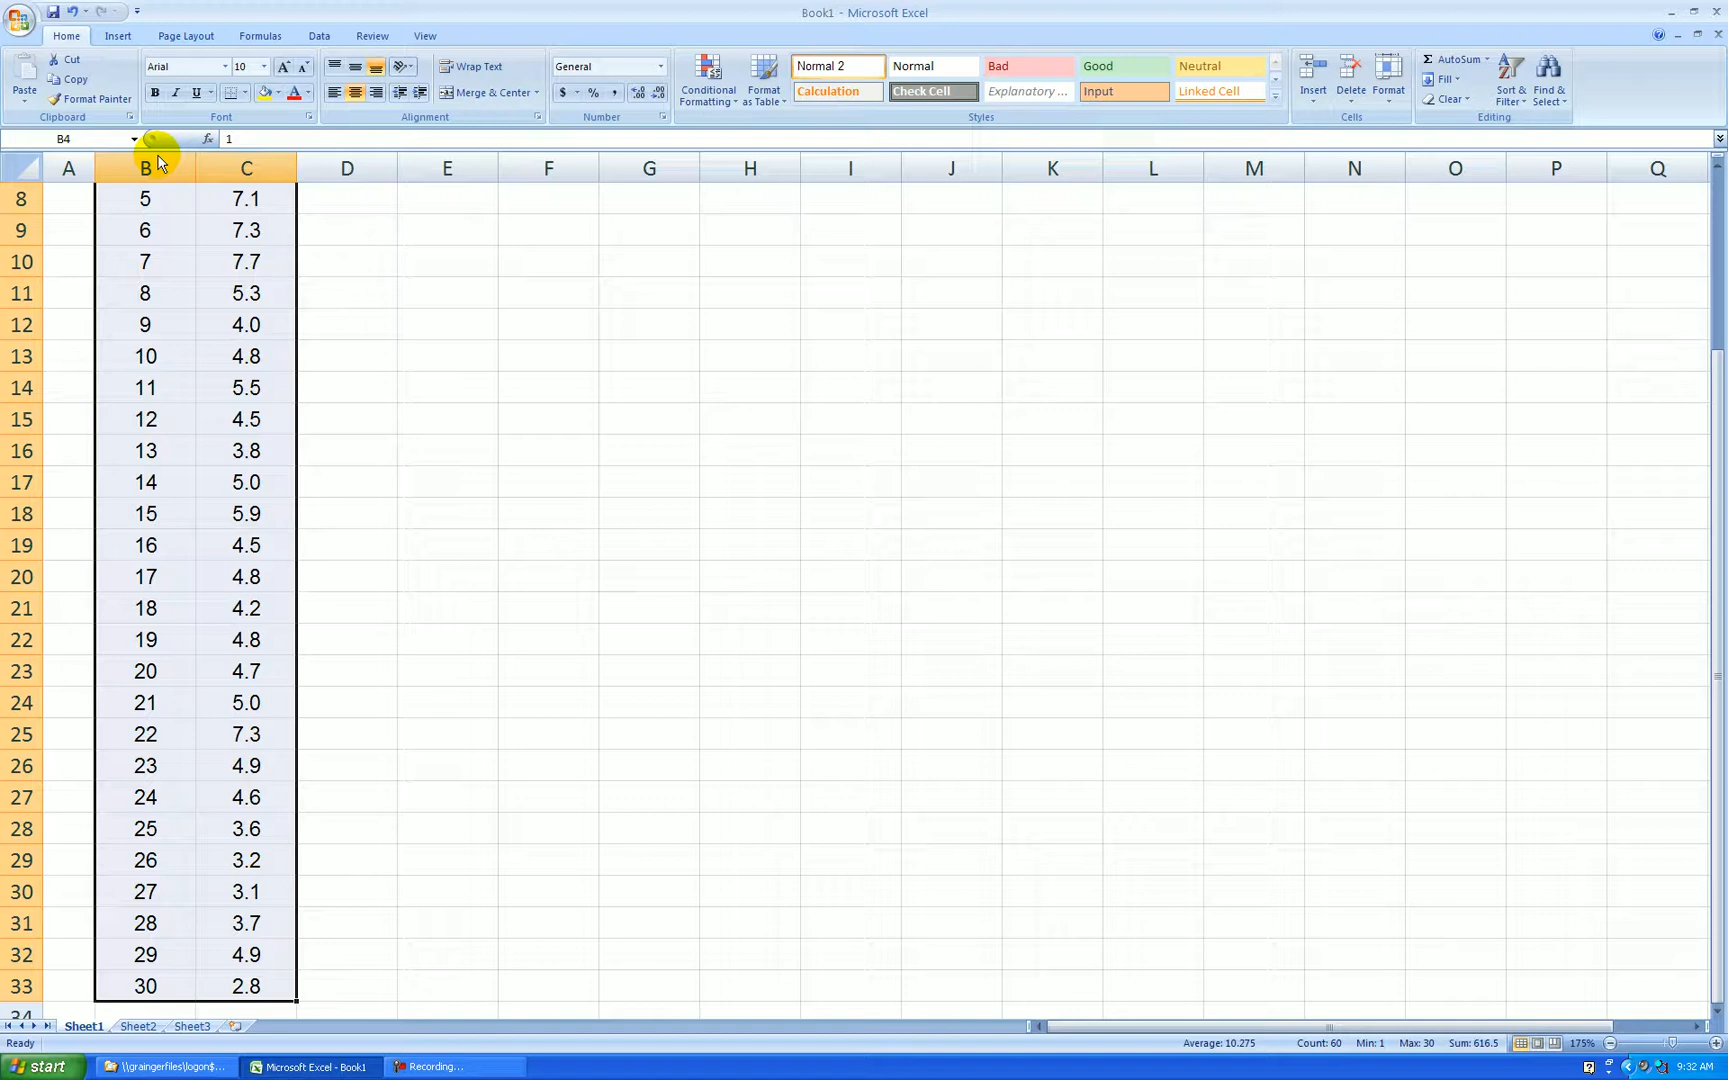 Book1 - Microsoft Excel
Home Insert Page Layout Formulas Data Review View
Paste
Cut
Copy
Format Painter
Clipboard
Arial 10 A A
B I U A
Font
Wrap Text
Merge & Center
Alignment
General
$ % , .0 .00
Number
Conditional Formatting
Format as Table
Normal 2 Normal Bad Good Neutral
Calculation Check Cell Explanatory ... Input Linked Cell
Styles
Insert Delete Format
Cells
Σ AutoSum
Fill
Clear
Sort & Filter
Find & Select
Editing
B4 fx 1
A B C D E F G H I J K L M N O P Q
8 5 7.1
9 6 7.3
10 7 7.7
11 8 5.3
12 9 4.0
13 10 4.8
14 11 5.5
15 12 4.5
16 13 3.8
17 14 5.0
18 15 5.9
19 16 4.5
20 17 4.8
21 18 4.2
22 19 4.8
23 20 4.7
24 21 5.0
25 22 7.3
26 23 4.9
27 24 4.6
28 25 3.6
29 26 3.2
30 27 3.1
31 28 3.7
32 29 4.9
33 30 2.8
34
Sheet1 Sheet2 Sheet3
Ready Average: 10.275 Count: 60 Min: 1 Max: 30 Sum: 616.5 175%
start \\graingerfiles\logon$... Microsoft Excel - Book1 Recording... 9:32 AM